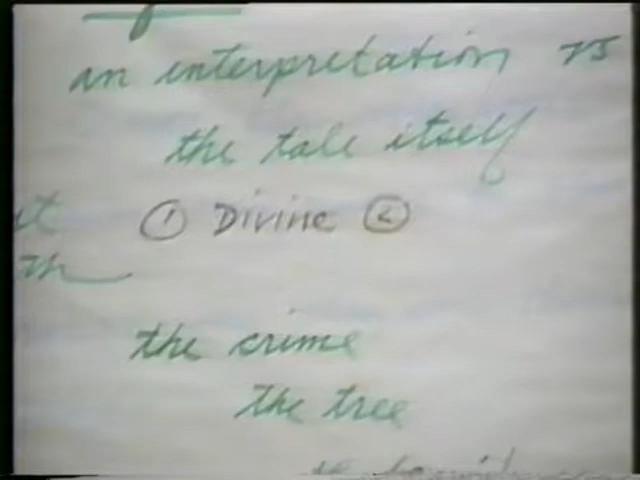 an interpretation vs
the tale itself
① Divine ②
the crime
the tree